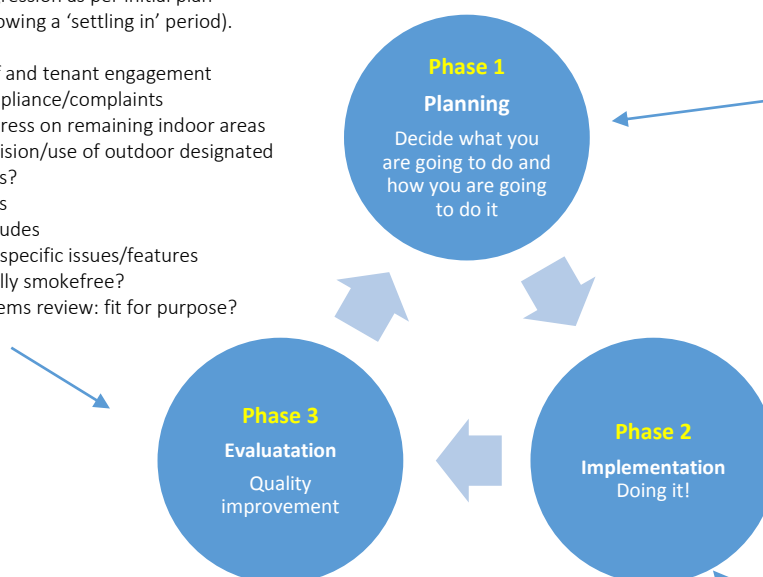 ression as per initial plan
owing a ‘settling in’ period).
f and tenant engagement
pliance/complaints
ress on remaining indoor areas
ision/use of outdoor designated
s?
s
udes
specific issues/features
lly smokefree?
ems review: fit for purpose?
Phase 1
Planning
Decide what you
are going to do and
how you are going
to do it
Phase 3
Evaluatation
Quality
improvement
Phase 2
Implementation
Doing it!